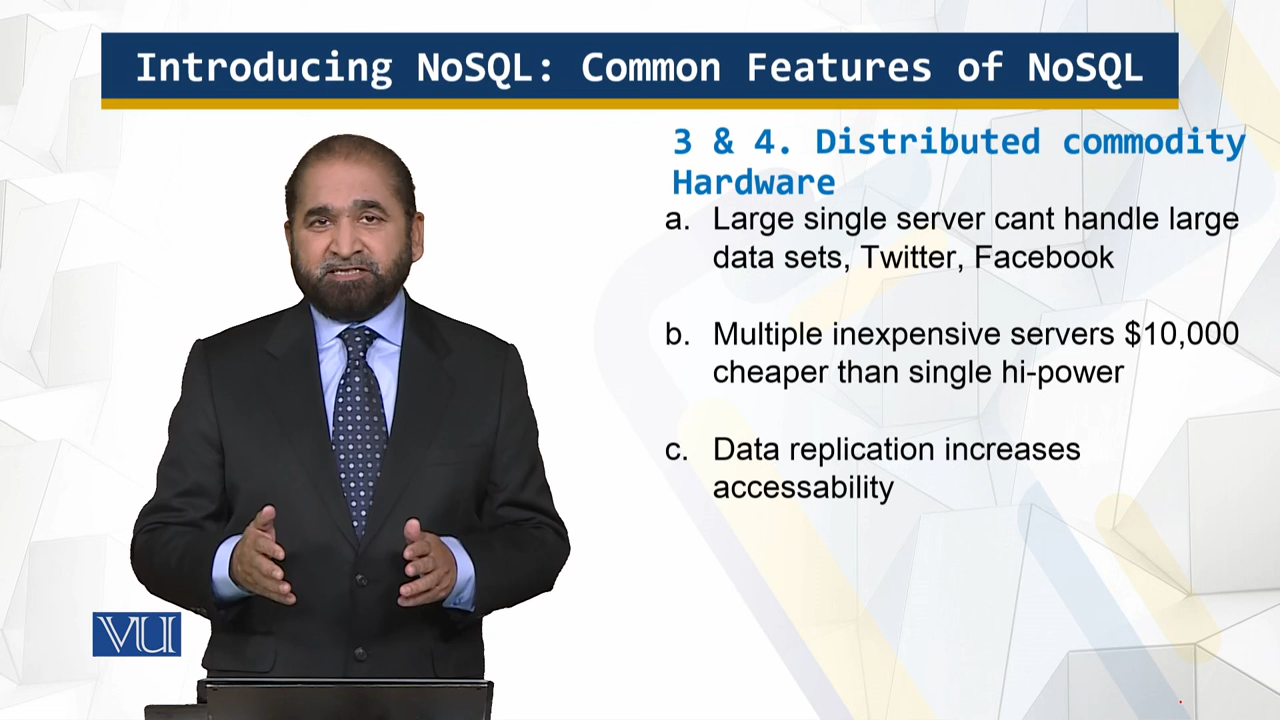 Introducing NoSQL: Common Features of NoSQL
3 & 4. Distributed commodity
Hardware
a. Large single server cant handle large
data sets, Twitter, Facebook
b. Multiple inexpensive servers $10,000
cheaper than single hi-power
c. Data replication increases
accessability
VU